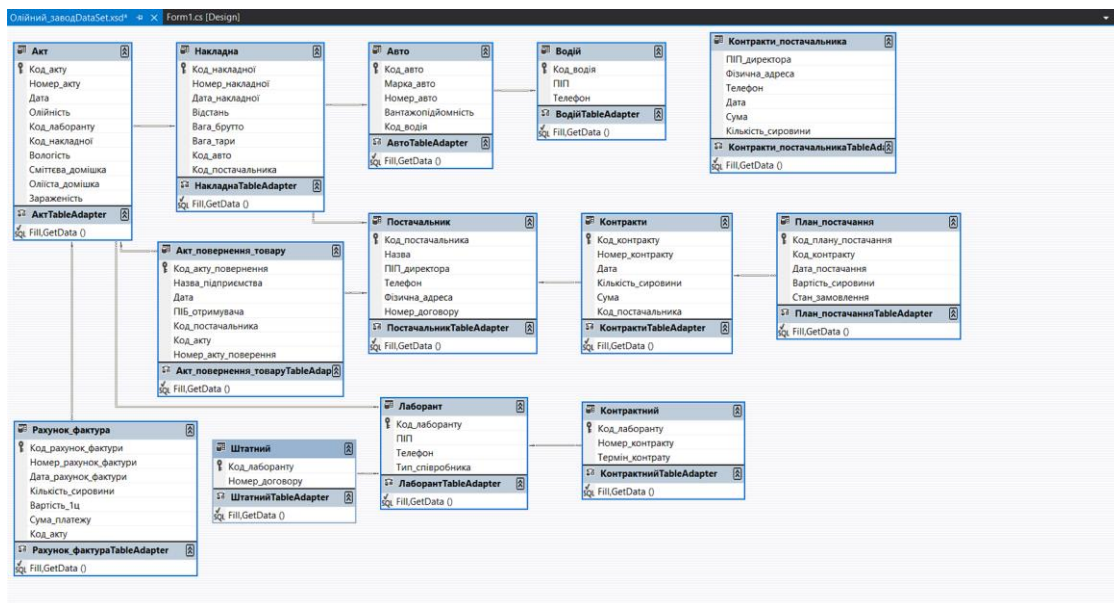 Олійний_заводDataSet.xsd*
Form1.cs [Design]
Акт
Код_акту
Номер_акту
Дата
Олійність
Код_лаборанту
Код_накладної
Вологість
Сміттєва_домішка
Оліїста_домішка
Зараженість
АктTableAdapter
Fill,GetData ()
Накладна
Код_накладної
Номер_накладної
Дата_накладної
Відстань
Вага_брутто
Вага_тари
Код_авто
Код_постачальника
НакладнаTableAdapter
Fill,GetData ()
Авто
Код_авто
Марка_авто
Номер_авто
Вантажопідйомність
Код_водія
АвтоTableAdapter
Fill,GetData ()
Водій
Код_водія
ПІП
Телефон
ВодійTableAdapter
Fill,GetData ()
Контракти_постачальника
ПІП_директора
Фізична_адреса
Телефон
Дата
Сума
Кількість_сировини
Контракти_постачальникаTableAda
Fill,GetData ()
Акт_повернення_товару
Код_акту_повернення
Назва_підприємства
Дата
ПІБ_отримувача
Код_постачальника
Код_акту
Номер_акту_поверення
Акт_повернення_товаруTableAdap
Fill,GetData ()
Постачальник
Код_постачальника
Назва
ПІП_директора
Телефон
Фізична_адреса
Номер_договору
ПостачальникTableAdapter
Fill,GetData ()
Контракти
Код_контракту
Номер_контракту
Дата
Кількість_сировини
Сума
Код_постачальника
КонтрактиTableAdapter
Fill,GetData ()
План_постачання
Код_плану_постачання
Код_контракту
Дата_постачання
Вартість_сировини
Стан_замовлення
План_постачанняTableAdapter
Fill,GetData ()
Рахунок_фактура
Код_рахунок_фактури
Номер_рахунок_фактури
Дата_рахунок_фактури
Кількість_сировини
Вартість_1ц
Сума_платежу
Код_акту
Рахунок_фактураTableAdapter
Fill,GetData ()
Штатний
Код_лаборанту
Номер_договору
ШтатнийTableAdapter
Fill,GetData ()
Лаборант
Код_лаборанту
ПІП
Телефон
Тип_співробника
ЛаборантTableAdapter
Fill,GetData ()
Контрактний
Код_лаборанту
Номер_контракту
Термін_контрату
КонтрактнийTableAdapter
Fill,GetData ()